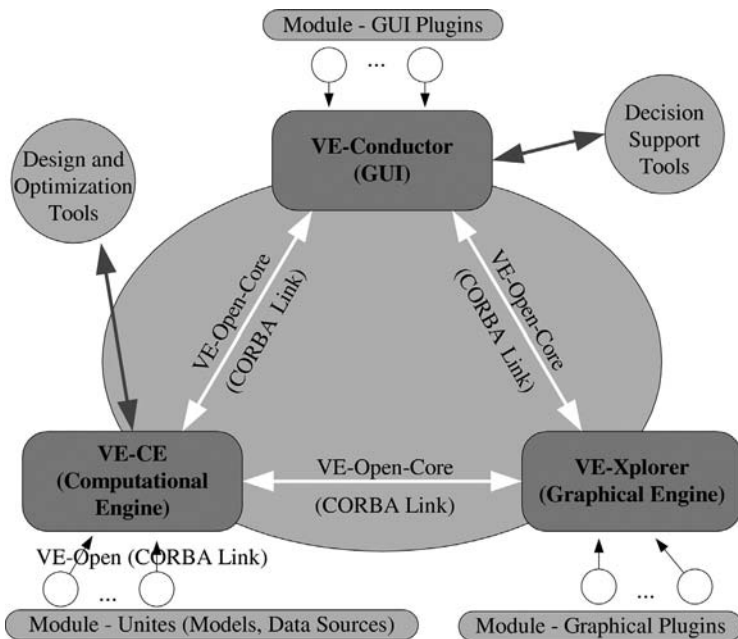 Module - GUI Plugins
...
VE-Conductor
(GUI)
Decision
Support
Tools
Design and
Optimization
Tools
VE-Open-Core
(CORBA Link)
VE-Open-Core
(CORBA Link)
VE-CE
(Computational
Engine)
VE-Open-Core
(CORBA Link)
VE-Xplorer
(Graphical Engine)
VE-Open (CORBA Link)
...
...
Module - Unites (Models, Data Sources)
Module - Graphical Plugins